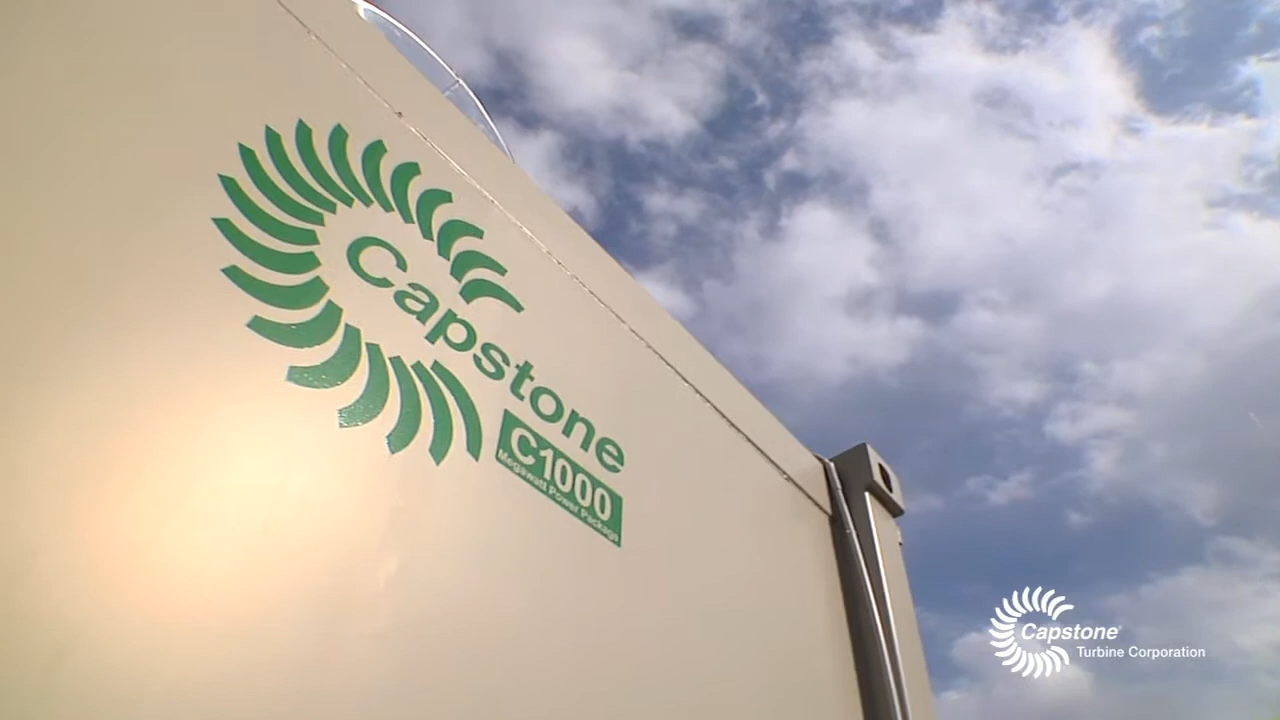 Capstone
C1000
Megawatt Power Package
Capstone®
Turbine Corporation